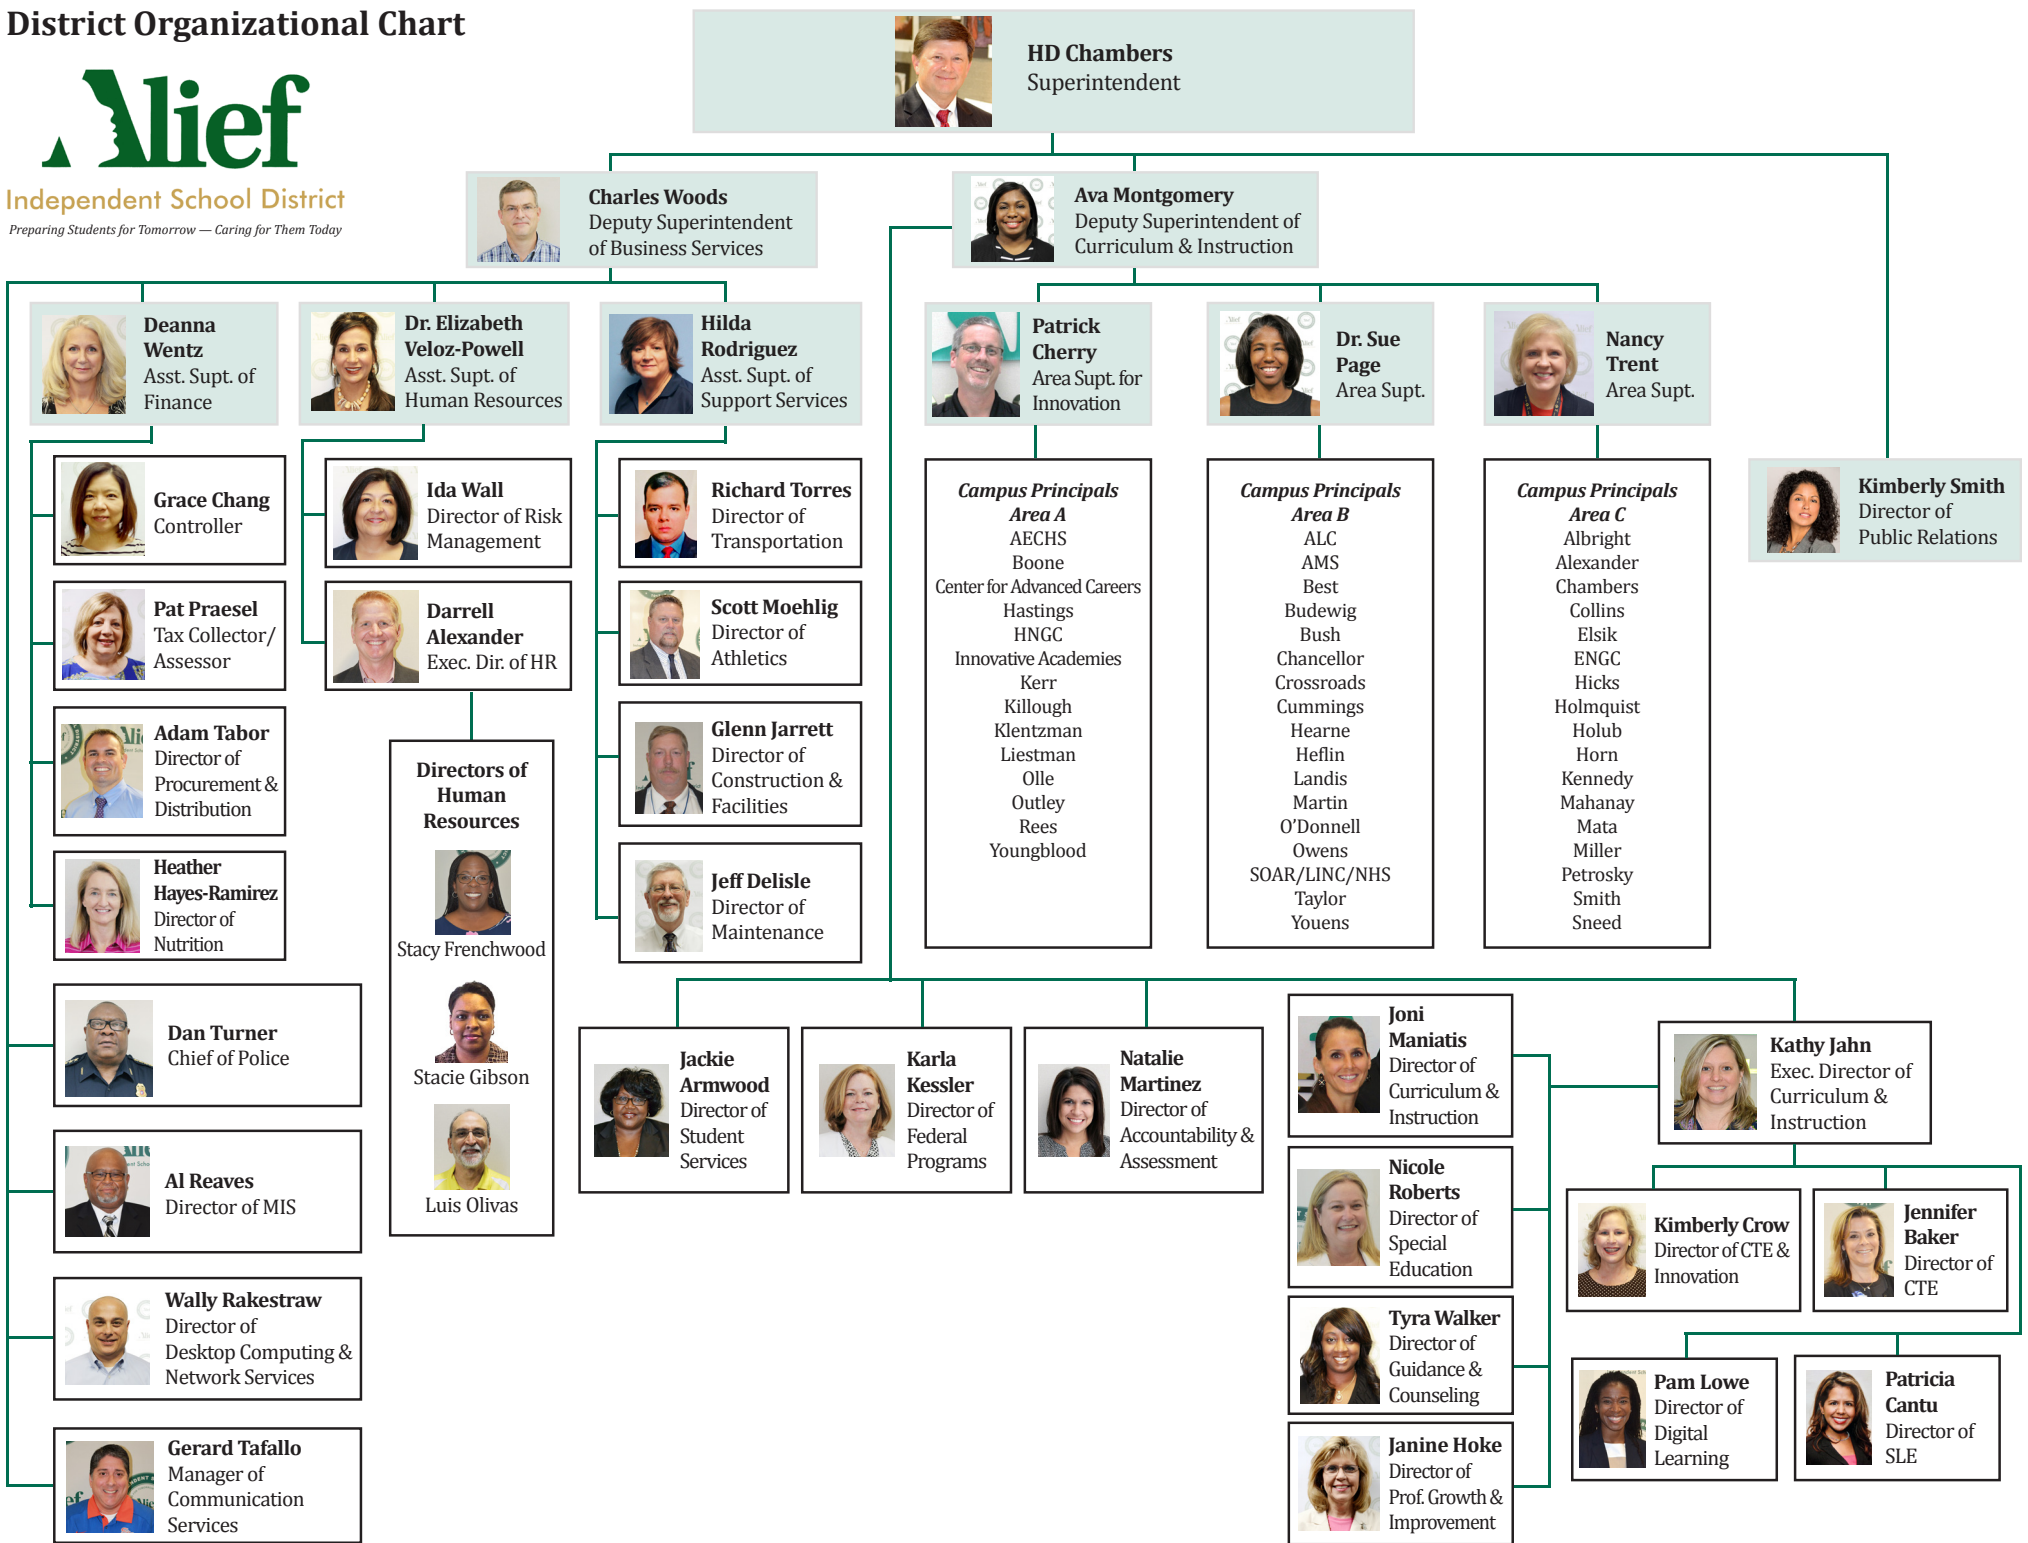 District Organizational Chart
Alief
Independent School District
Preparing Students for Tomorrow — Caring for Them Today
HD Chambers
Superintendent
Charles Woods
Deputy Superintendent
of Business Services
Ava Montgomery
Deputy Superintendent of
Curriculum & Instruction
Deanna
Wentz
Asst. Supt. of
Finance
Dr. Elizabeth
Veloz-Powell
Asst. Supt. of
Human Resources
Hilda
Rodriguez
Asst. Supt. of
Support Services
Patrick
Cherry
Area Supt. for
Innovation
Dr. Sue
Page
Area Supt.
Nancy
Trent
Area Supt.
Kimberly Smith
Director of
Public Relations
Grace Chang
Controller
Pat Praesel
Tax Collector/
Assessor
Adam Tabor
Director of
Procurement &
Distribution
Heather
Hayes-Ramirez
Director of
Nutrition
Dan Turner
Chief of Police
Al Reaves
Director of MIS
Wally Rakestraw
Director of
Desktop Computing &
Network Services
Gerard Tafallo
Manager of
Communication
Services
Ida Wall
Director of Risk
Management
Darrell
Alexander
Exec. Dir. of HR
Directors of
Human
Resources
Stacy Frenchwood
Stacie Gibson
Luis Olivas
Richard Torres
Director of
Transportation
Scott Moehlig
Director of
Athletics
Glenn Jarrett
Director of
Construction &
Facilities
Jeff Delisle
Director of
Maintenance
Campus Principals
Area A
AECHS
Boone
Center for Advanced Careers
Hastings
HNGC
Innovative Academies
Kerr
Killough
Klentzman
Liestman
Olle
Outley
Rees
Youngblood
Campus Principals
Area B
ALC
AMS
Best
Budewig
Bush
Chancellor
Crossroads
Cummings
Hearne
Heflin
Landis
Martin
O'Donnell
Owens
SOAR/LINC/NHS
Taylor
Youens
Campus Principals
Area C
Albright
Alexander
Chambers
Collins
Elsik
ENGC
Hicks
Holmquist
Holub
Horn
Kennedy
Mahanay
Mata
Miller
Petrosky
Smith
Sneed
Jackie
Armwood
Director of
Student
Services
Karla
Kessler
Director of
Federal
Programs
Natalie
Martinez
Director of
Accountability &
Assessment
Joni
Maniatis
Director of
Curriculum &
Instruction
Nicole
Roberts
Director of
Special
Education
Tyra Walker
Director of
Guidance &
Counseling
Janine Hoke
Director of
Prof. Growth &
Improvement
Kathy Jahn
Exec. Director of
Curriculum &
Instruction
Kimberly Crow
Director of CTE &
Innovation
Jennifer
Baker
Director of
CTE
Pam Lowe
Director of
Digital
Learning
Patricia
Cantu
Director of
SLE